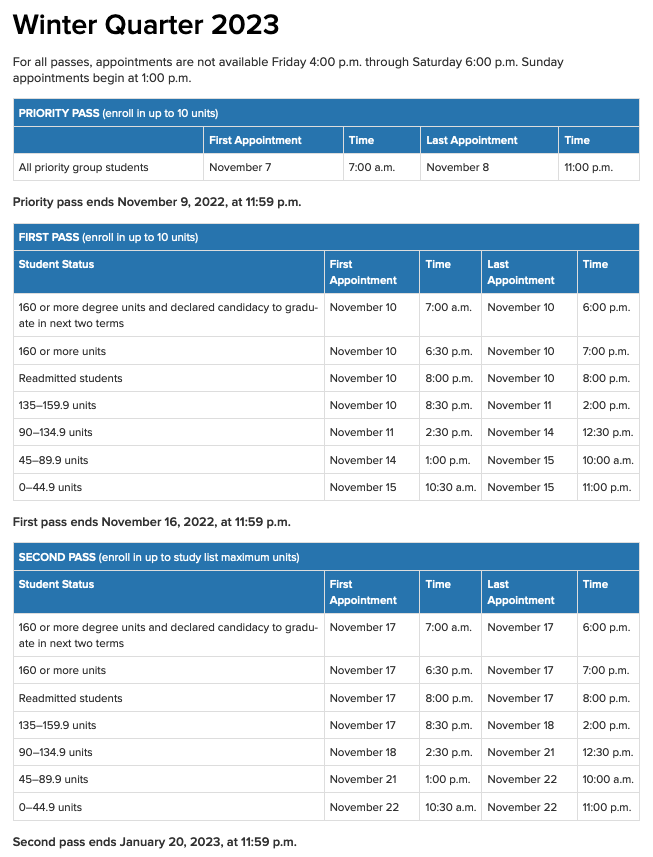 Winter Quarter 2023
For all passes, appointments are not available Friday 4:00 p.m. through Saturday 6:00 p.m. Sunday
appointments begin at 1:00 p.m.
PRIORITY PASS (enroll in up to 10 units)
First Appointment Time Last Appointment Time
All priority group students November 7 7:00 a.m. November 8 11:00 p.m.
Priority pass ends November 9, 2022, at 11:59 p.m.
FIRST PASS (enroll in up to 10 units)
Student Status First Time Last Time
Appointment Appointment
160 or more degree units and declared candidacy to gradu- November 10 7:00 a.m. November 10 6:00 p.m.
ate in next two terms
160 or more units November 10 6:30 p.m. November 10 7:00 p.m.
Readmitted students November 10 8:00 p.m. November 10 8:00 p.m.
135–159.9 units November 10 8:30 p.m. November 11 2:00 p.m.
90–134.9 units November 11 2:30 p.m. November 14 12:30 p.m.
45–89.9 units November 14 1:00 p.m. November 15 10:00 a.m.
0–44.9 units November 15 10:30 a.m. November 15 11:00 p.m.
First pass ends November 16, 2022, at 11:59 p.m.
SECOND PASS (enroll in up to study list maximum units)
Student Status First Time Last Time
Appointment Appointment
160 or more degree units and declared candidacy to gradu- November 17 7:00 a.m. November 17 6:00 p.m.
ate in next two terms
160 or more units November 17 6:30 p.m. November 17 7:00 p.m.
Readmitted students November 17 8:00 p.m. November 17 8:00 p.m.
135–159.9 units November 17 8:30 p.m. November 18 2:00 p.m.
90–134.9 units November 18 2:30 p.m. November 21 12:30 p.m.
45–89.9 units November 21 1:00 p.m. November 22 10:00 a.m.
0–44.9 units November 22 10:30 a.m. November 22 11:00 p.m.
Second pass ends January 20, 2023, at 11:59 p.m.